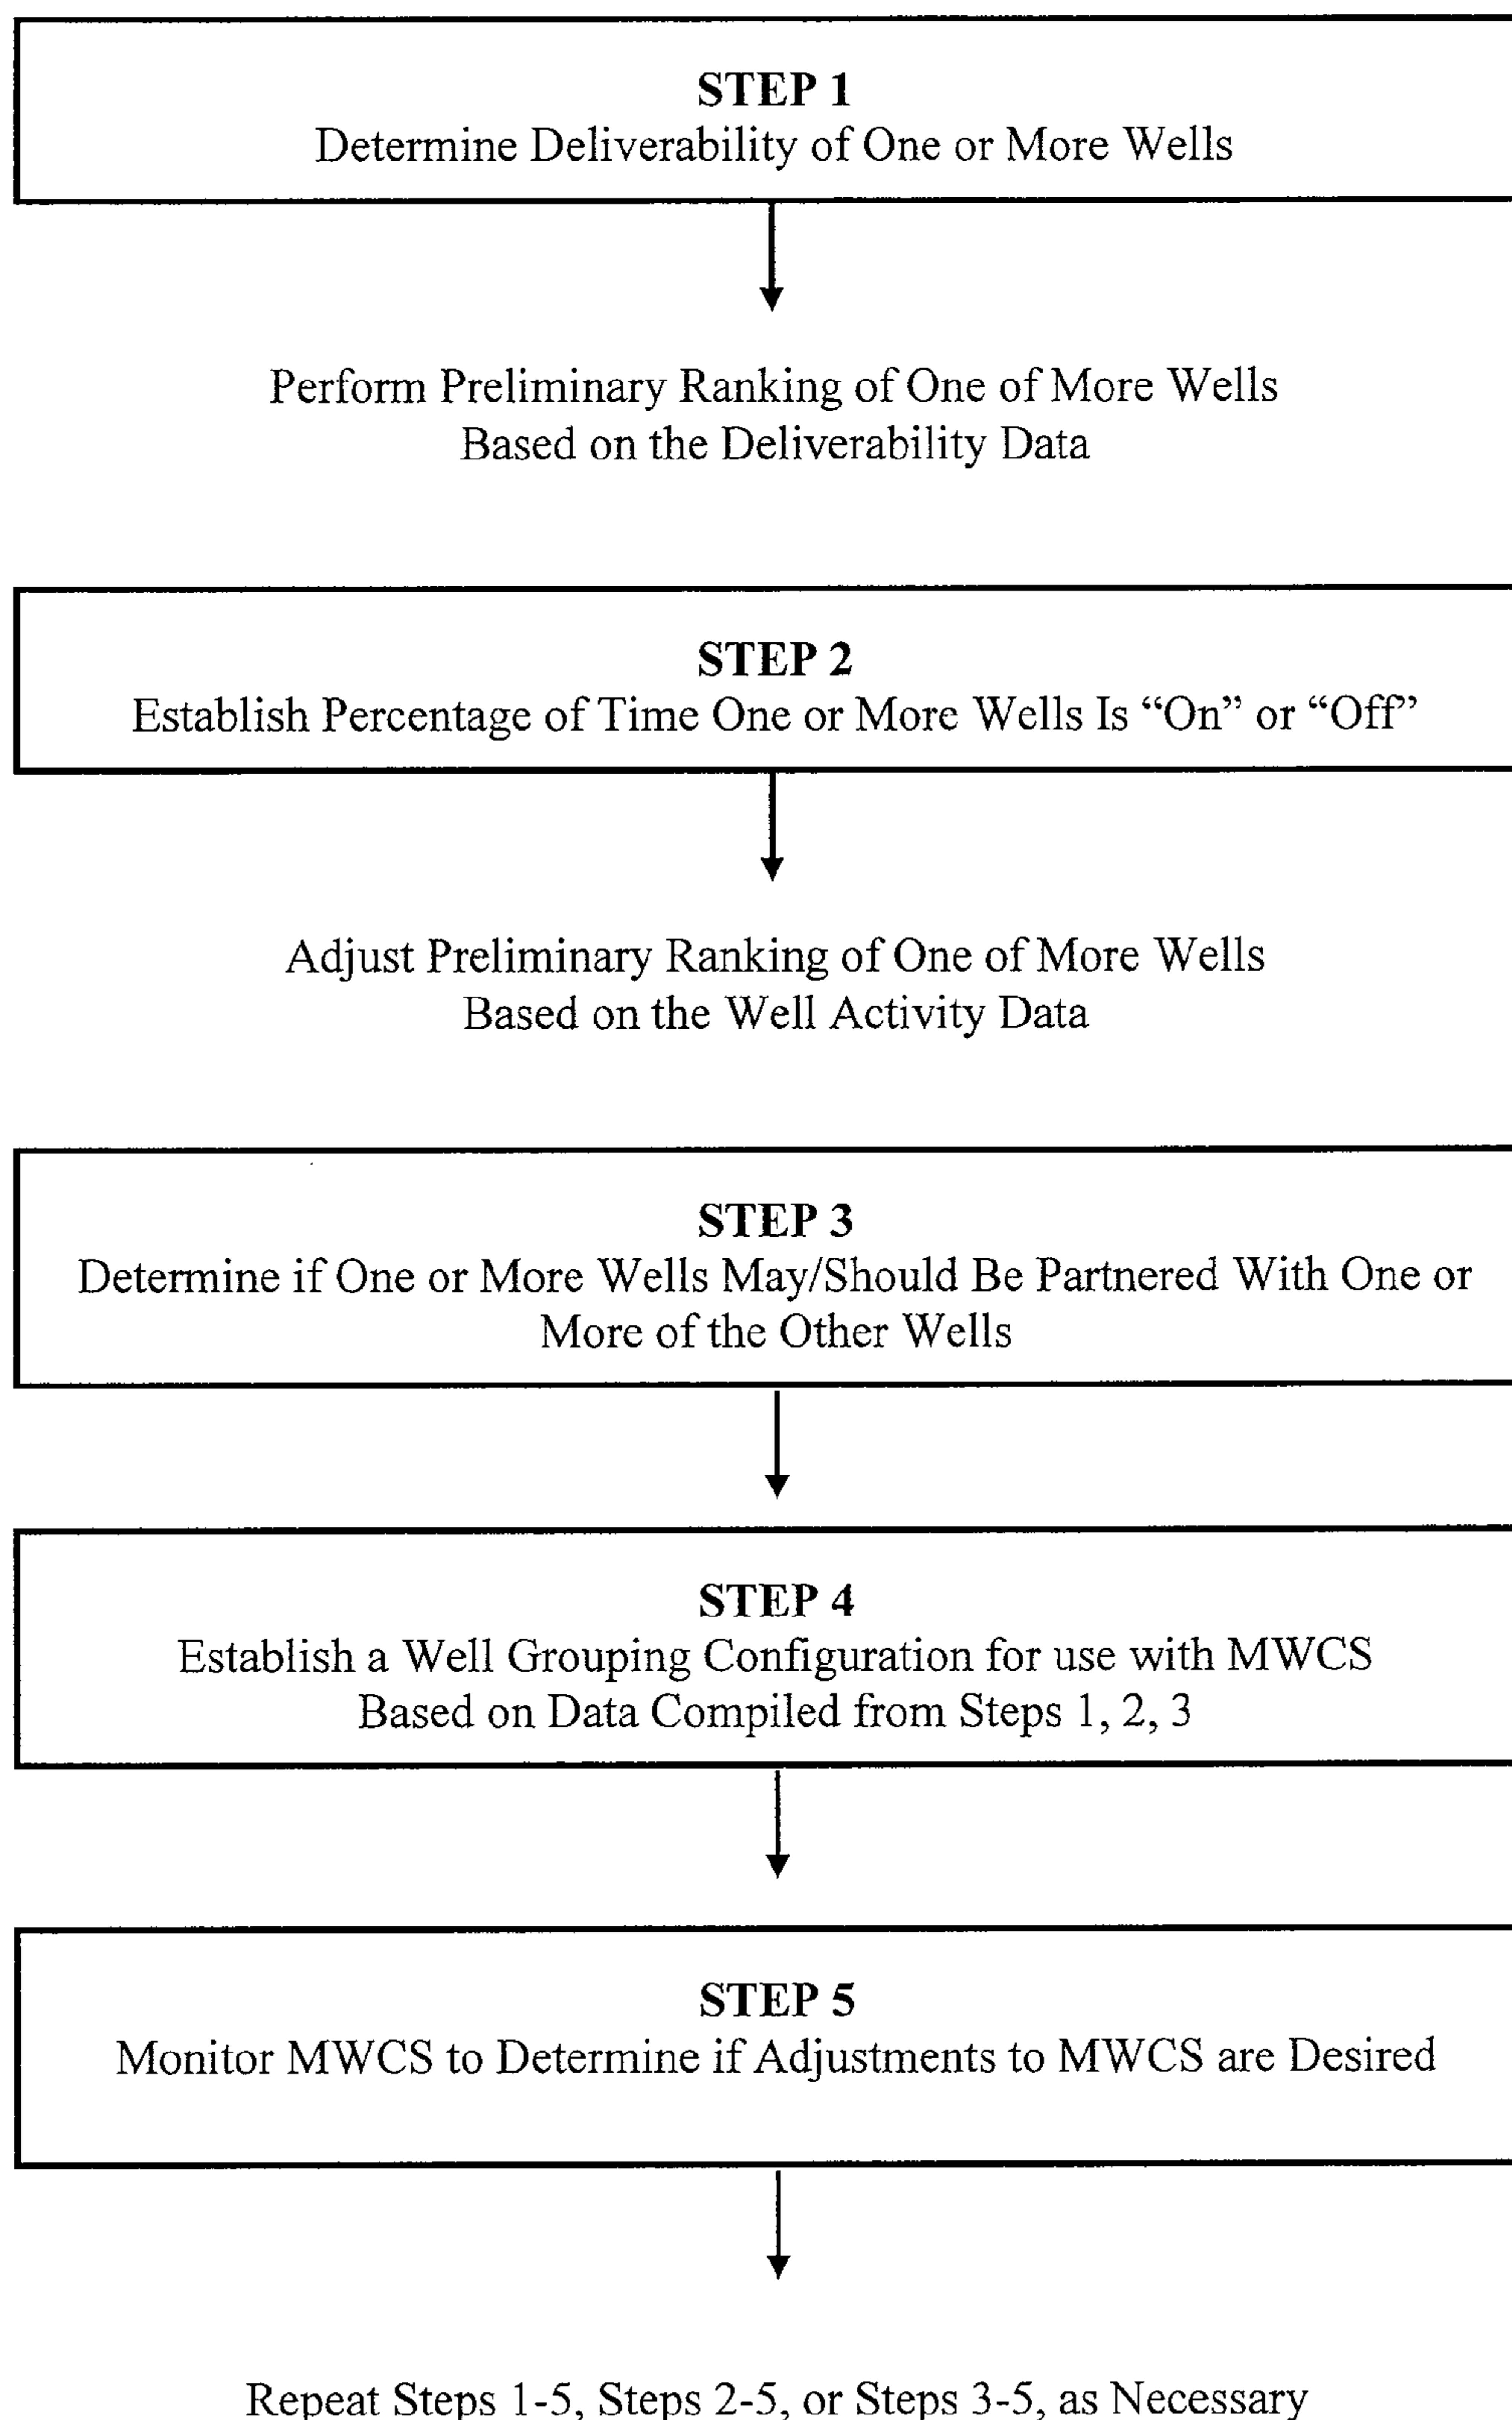 STEP 1
Determine Deliverability of One or More Wells
Perform Preliminary Ranking of One of More Wells
Based on the Deliverability Data
STEP 2
Establish Percentage of Time One or More Wells Is “On” or “Off”
Adjust Preliminary Ranking of One of More Wells
Based on the Well Activity Data
STEP 3
Determine if One or More Wells May/Should Be Partnered With One or
More of the Other Wells
STEP 4
Establish a Well Grouping Configuration for use with MWCS
Based on Data Compiled from Steps 1, 2, 3
STEP 5
Monitor MWCS to Determine if Adjustments to MWCS are Desired
Repeat Steps 1-5, Steps 2-5, or Steps 3-5, as Necessary